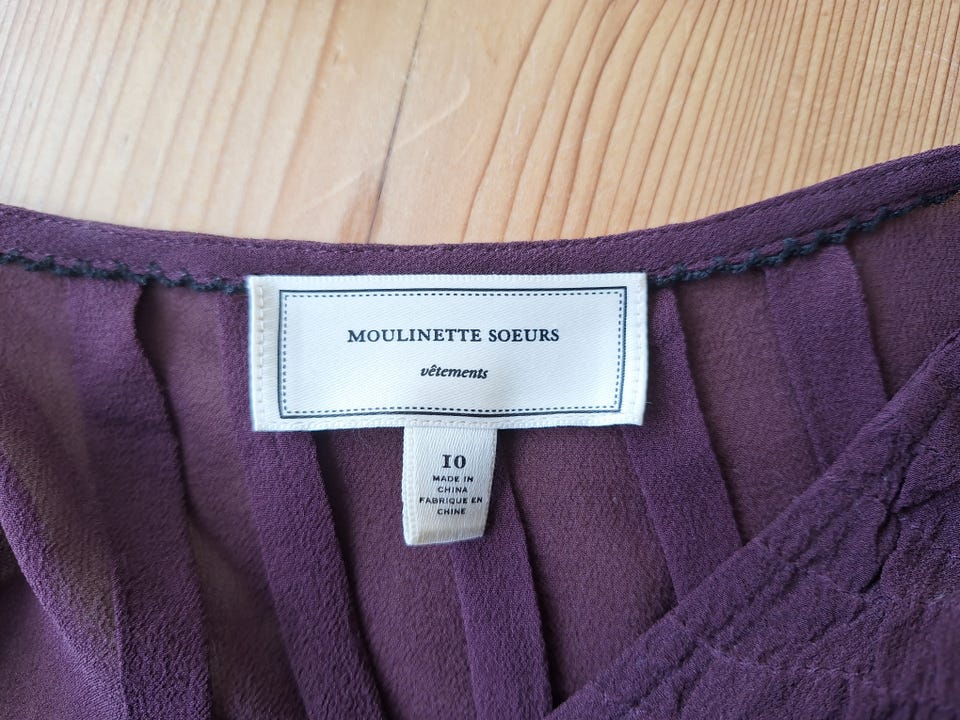 MOULINETTE SOEURS
vêtements
10
MADE IN
CHINA
FABRIQUE EN
CHINE